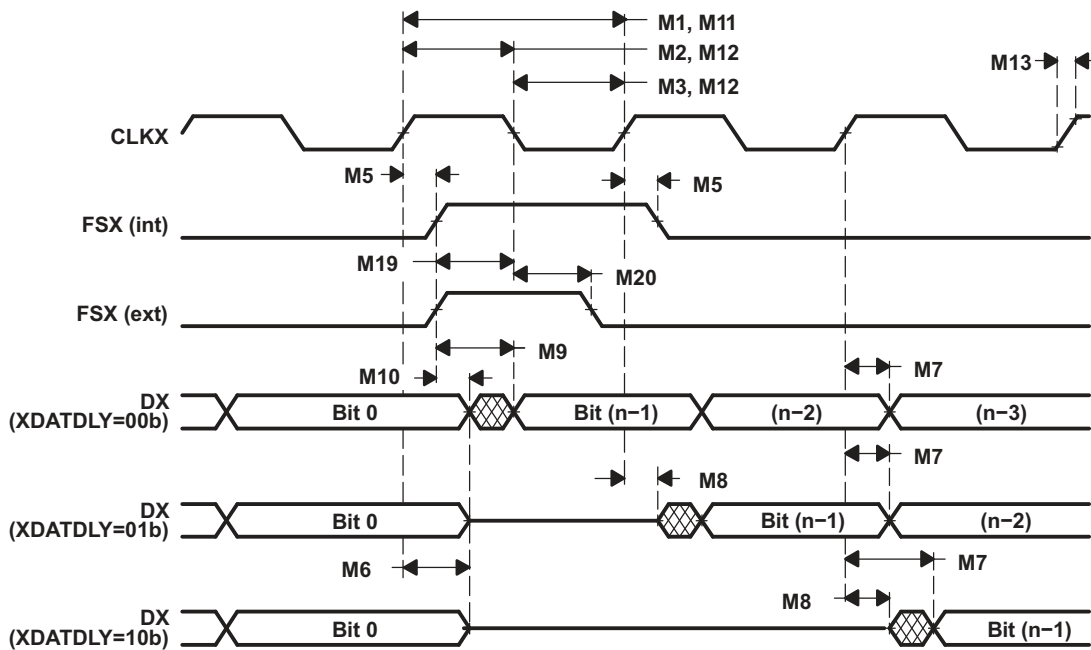 M1, M11
M2, M12
M13
M3, M12
CLKX
M5
M5
FSX (int)
M19
M20
FSX (ext)
M9
M10
M7
DX
(XDATDLY=00b)
Bit 0
Bit (n−1)
(n−2)
(n−3)
M7
M8
DX
(XDATDLY=01b)
Bit 0
Bit (n−1)
(n−2)
M6
M7
M8
DX
(XDATDLY=10b)
Bit 0
Bit (n−1)